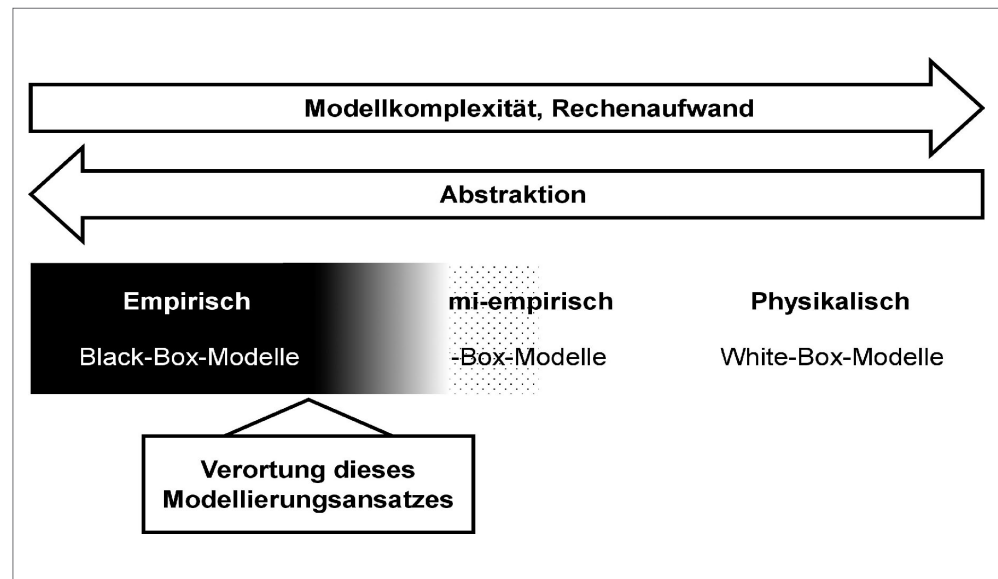 Modellkomplexität, Rechenaufwand
Abstraktion
Empirisch
mi-empirisch
Physikalisch
Black-Box-Modelle
-Box-Modelle
White-Box-Modelle
Verortung dieses
Modellierungsansatzes